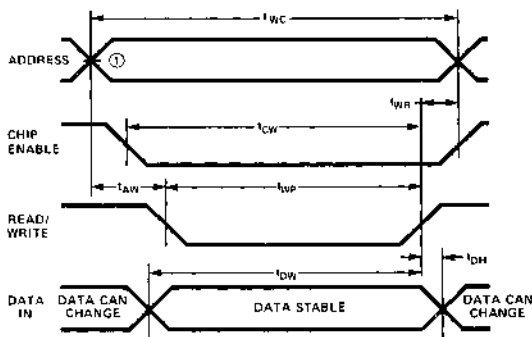 tWC
ADDRESS
①
tWR
tCW
CHIP
ENABLE
tAW
tWP
READ/
WRITE
tDH
tDW
DATA
IN
DATA CAN
CHANGE
DATA STABLE
DATA CAN
CHANGE